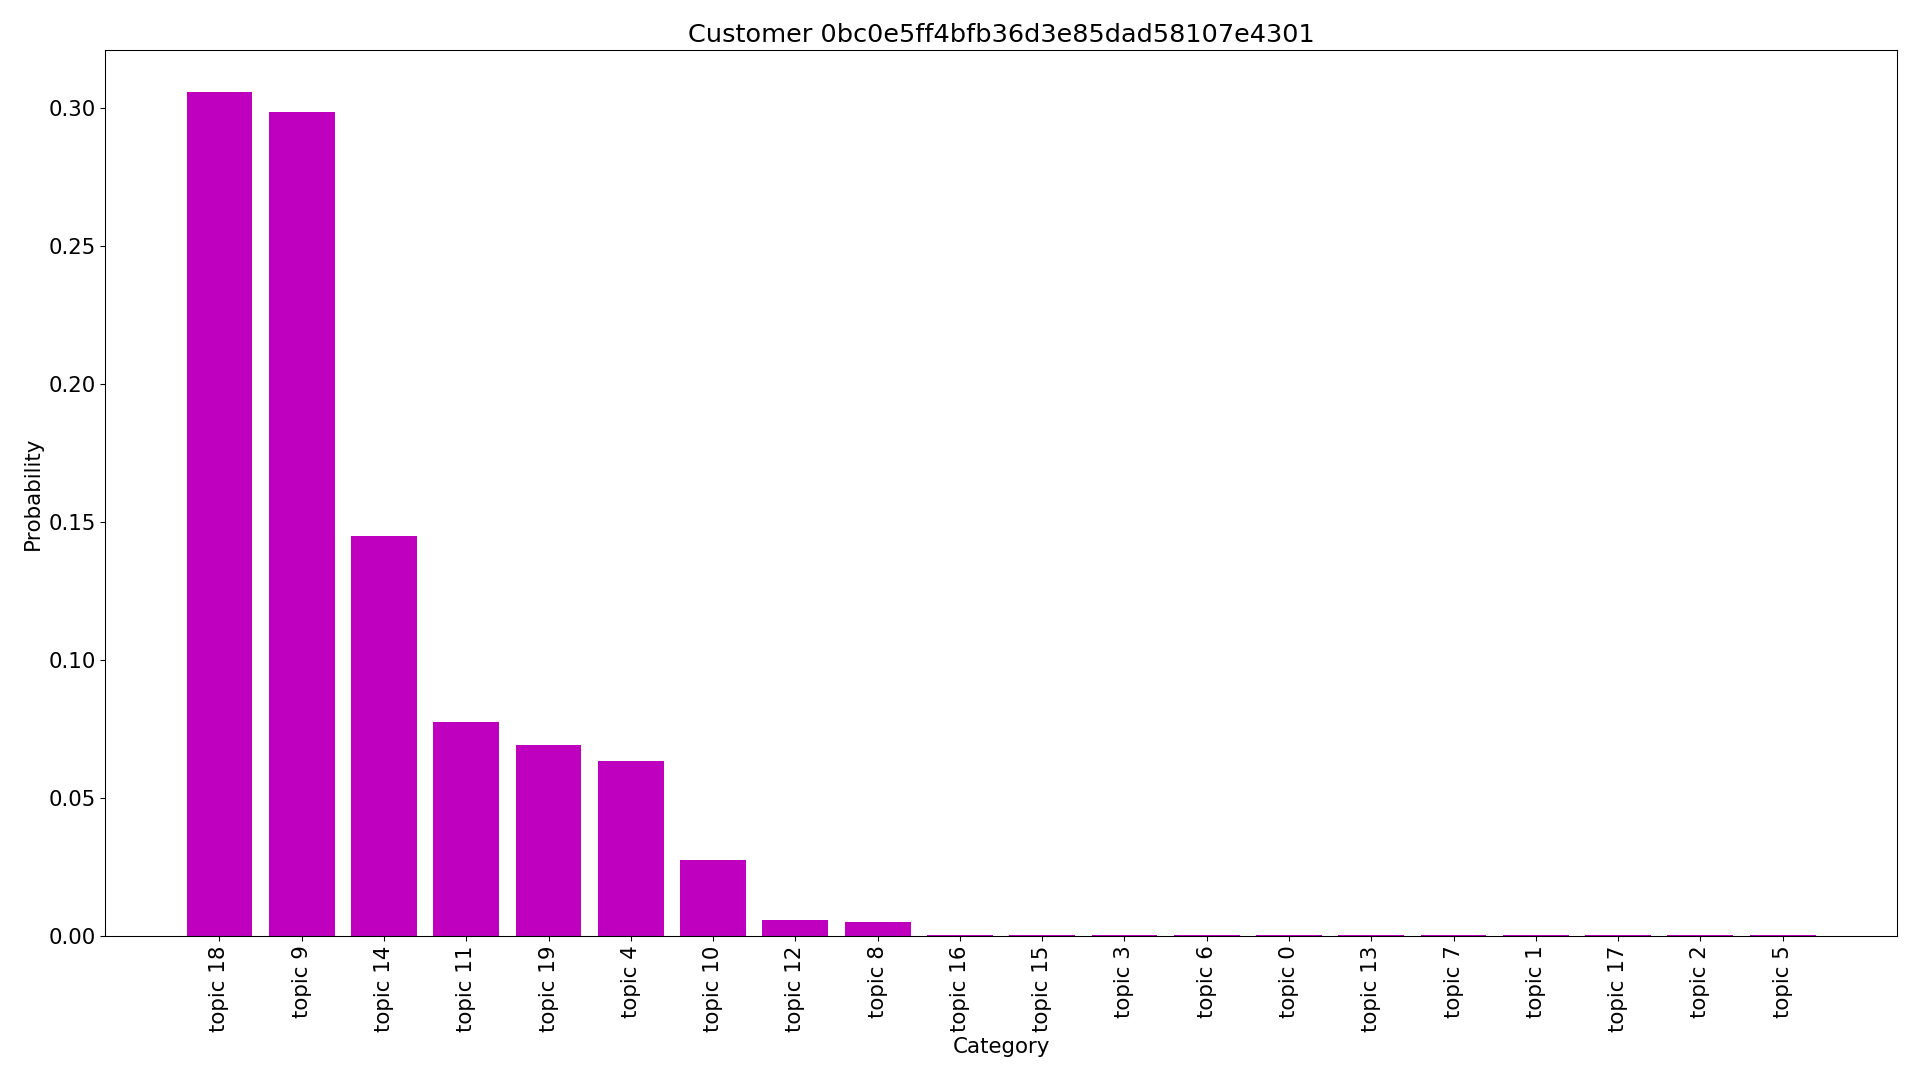 Customer 0bc0e5ff4bfb36d3e85dad58107e4301
Probability
0.30
0.25
0.20
0.15
0.10
0.05
0.00
topic 18
topic 9
topic 14
topic 11
topic 19
topic 4
topic 10
topic 12
topic 8
topic 16
topic 15
topic 3
topic 6
topic 0
topic 13
topic 7
topic 1
topic 17
topic 2
topic 5
Category